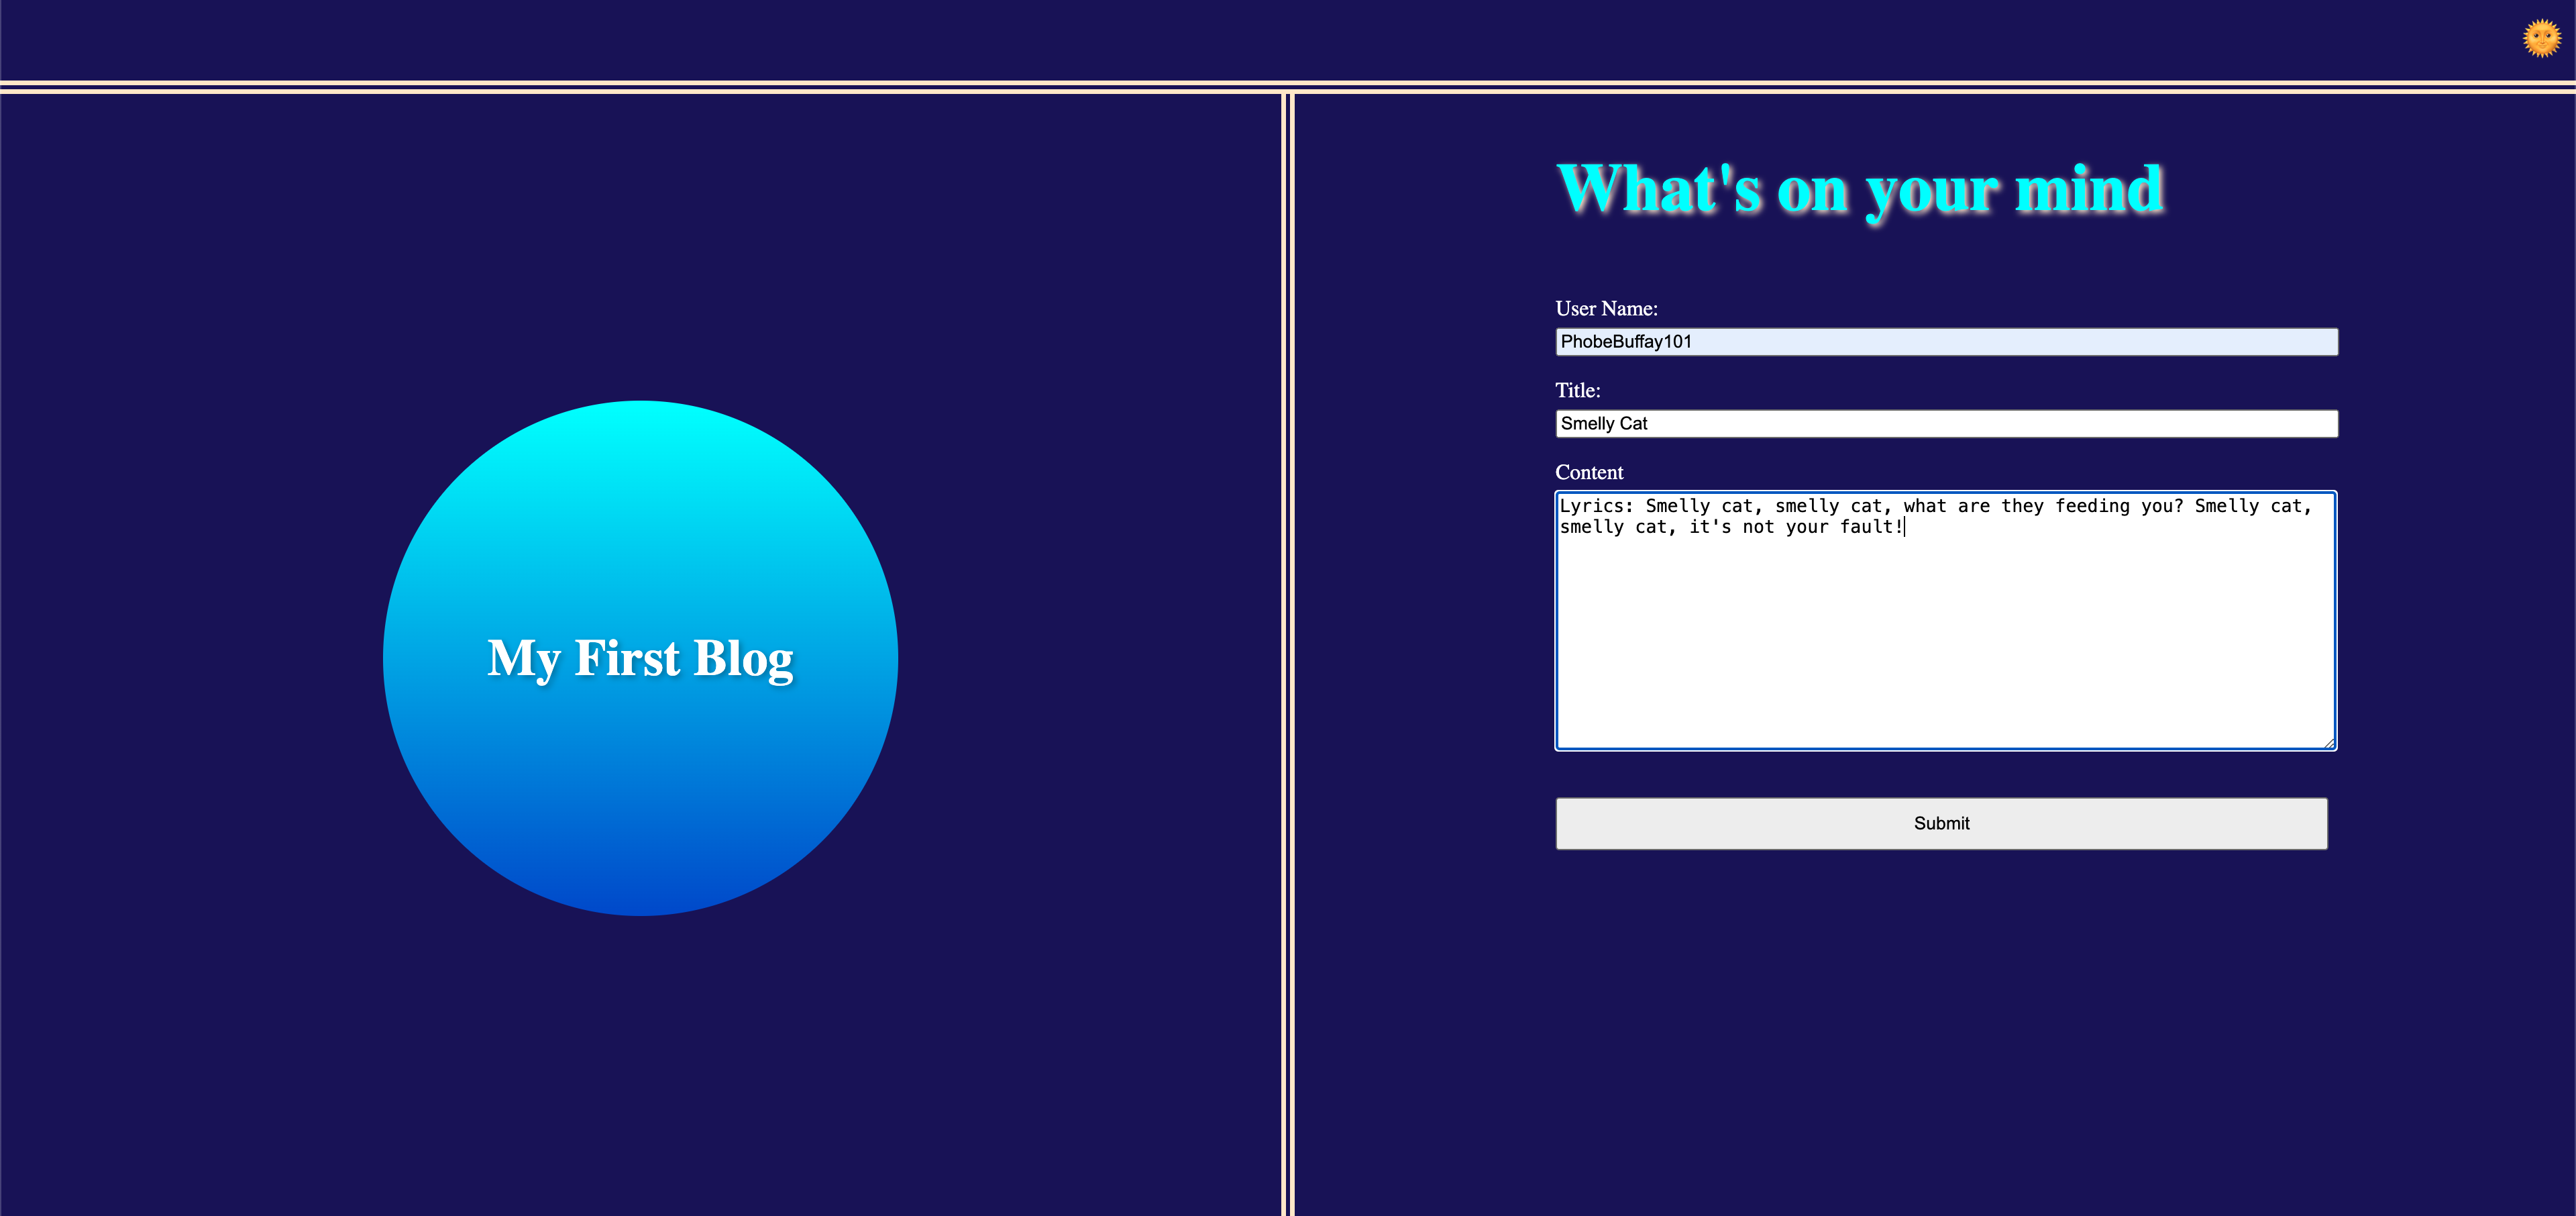 My First Blog
What's on your mind
User Name:
PhobeBuffay101
Title:
Smelly Cat
Content
Lyrics: Smelly cat, smelly cat, what are they feeding you? Smelly cat,
smelly cat, it's not your fault!
Submit